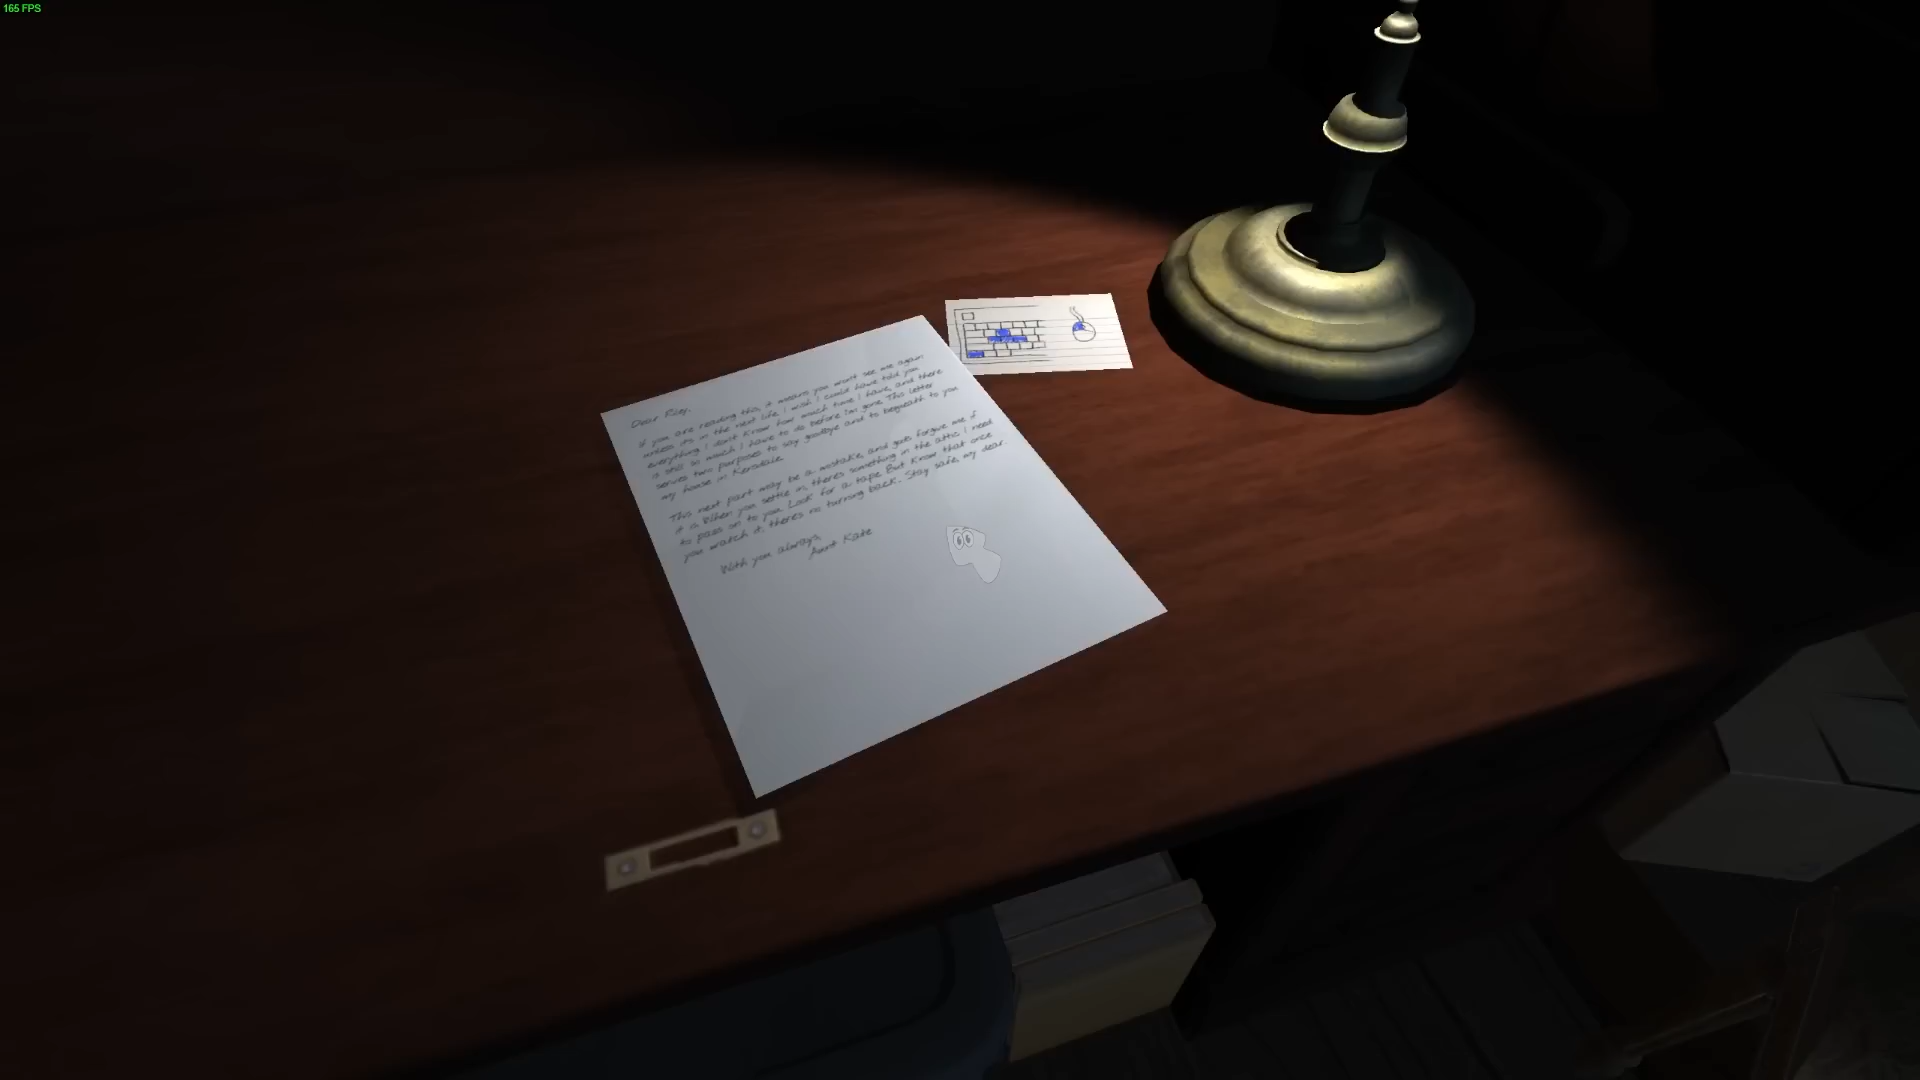 165 FPS
Dear Riley,
If you are reading this, it means you won't see me again
unless it's in the next life. I wish I could have told you
everything. I don't know how much time I have, and there
is still so much I have to do before I'm gone. This letter
serves two purposes to say goodbye and to bequeath to you
my house in Kersdale.
This next part may be a mistake, and gods forgive me if
it is. When you settle in, there's something in the attic I need
to pass on to you. Look for a tape. But know that once
you watch it, there's no turning back. Stay safe, my dear.
With you always,
Aunt Kate